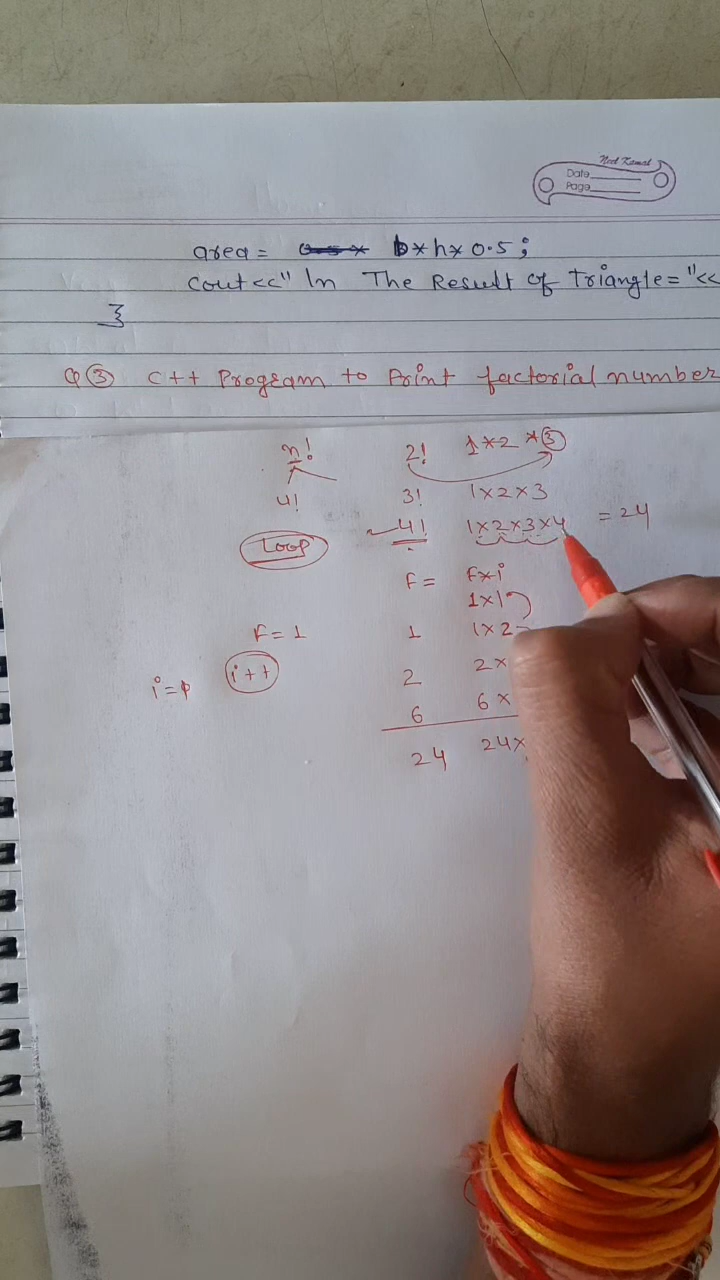 Neel Kamal
Date
Page
area = b*h*0.5;
cout<<" In The Result of Triangle="<<
}
Q ③ C++ Program to Print factorial number
n! 2! 1*2*3
4! 3! 1×2×3
Loop 4! 1×2×3×4 = 24
F = F×i
1×1
F=1 1 1×2
i++ 2×
i= 2
6 6×
24 24×